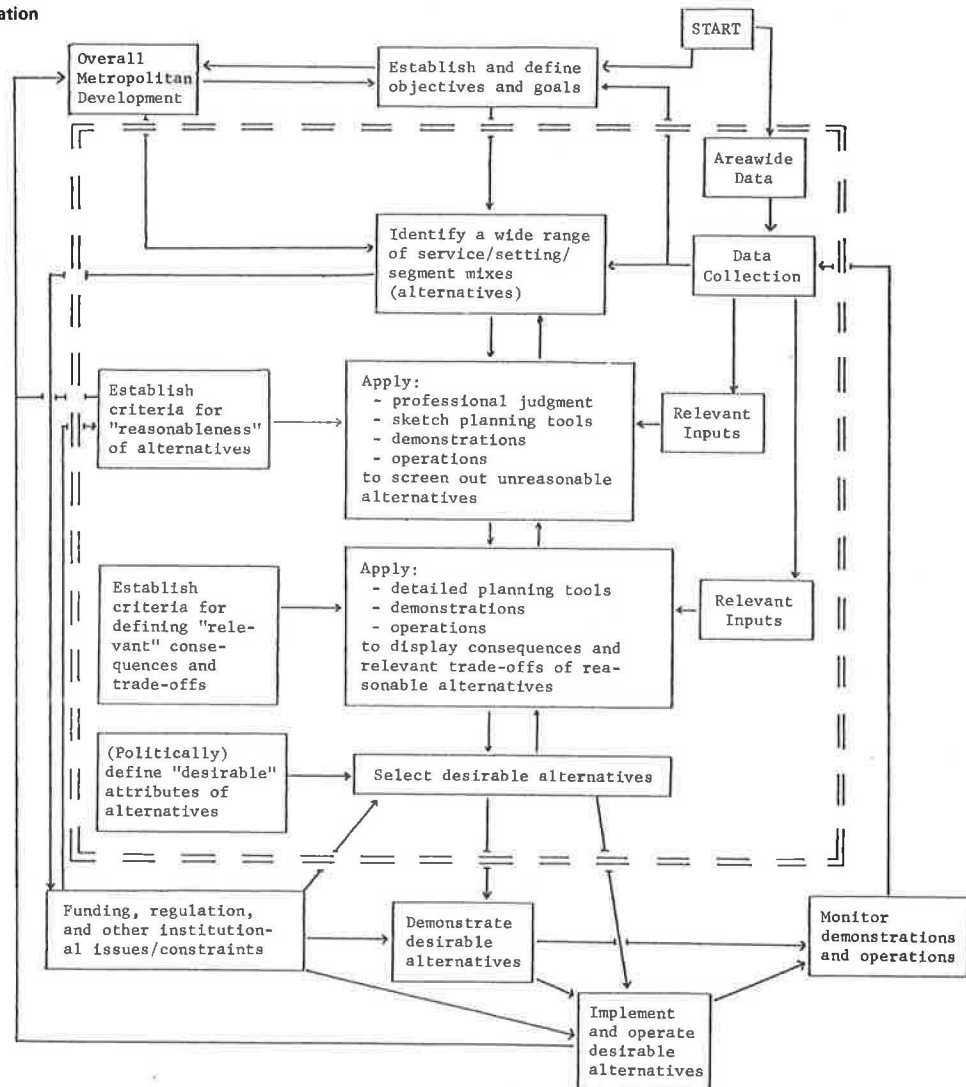 ation
START
Overall
Metropolitan
Development
Establish and define
objectives and goals
Areawide
Data
Identify a wide range
of service/setting/
segment mixes
(alternatives)
Data
Collection
Establish
criteria for
"reasonableness"
of alternatives
Apply:
- professional judgment
- sketch planning tools
- demonstrations
- operations
to screen out unreasonable
alternatives
Relevant
Inputs
Establish
criteria for
defining "rele-
vant" conse-
quences and
trade-offs
Apply:
- detailed planning tools
- demonstrations
- operations
to display consequences and
relevant trade-offs of rea-
sonable alternatives
Relevant
Inputs
(Politically)
define "desirable"
attributes of
alternatives
Select desirable alternatives
Funding, regulation,
and other institution-
al issues/constraints
Demonstrate
desirable
alternatives
Monitor
demonstrations
and operations
Implement
and operate
desirable
alternatives